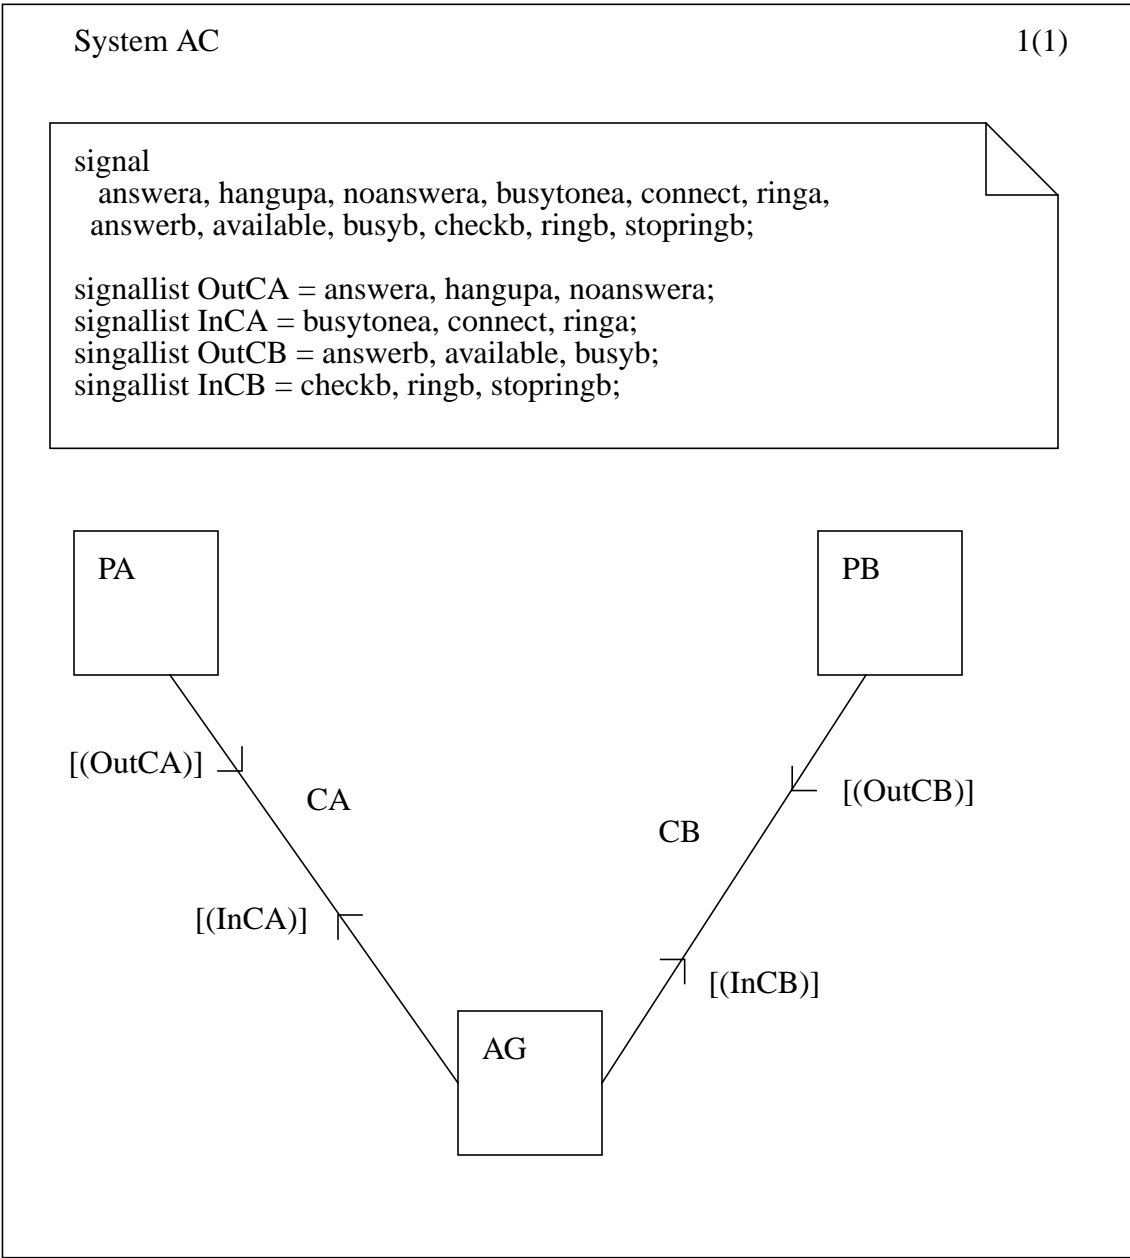 System AC 1(1)
signal
answera, hangupa, noanswera, busytonea, connect, ringa,
answerb, available, busyb, checkb, ringb, stopringb;
signallist OutCA = answera, hangupa, noanswera;
signallist InCA = busytonea, connect, ringa;
singallist OutCB = answerb, available, busyb;
singallist InCB = checkb, ringb, stopringb;
PA PB
[(OutCA)]
CA
[(OutCB)]
CB
[(InCA)]
[(InCB)]
AG